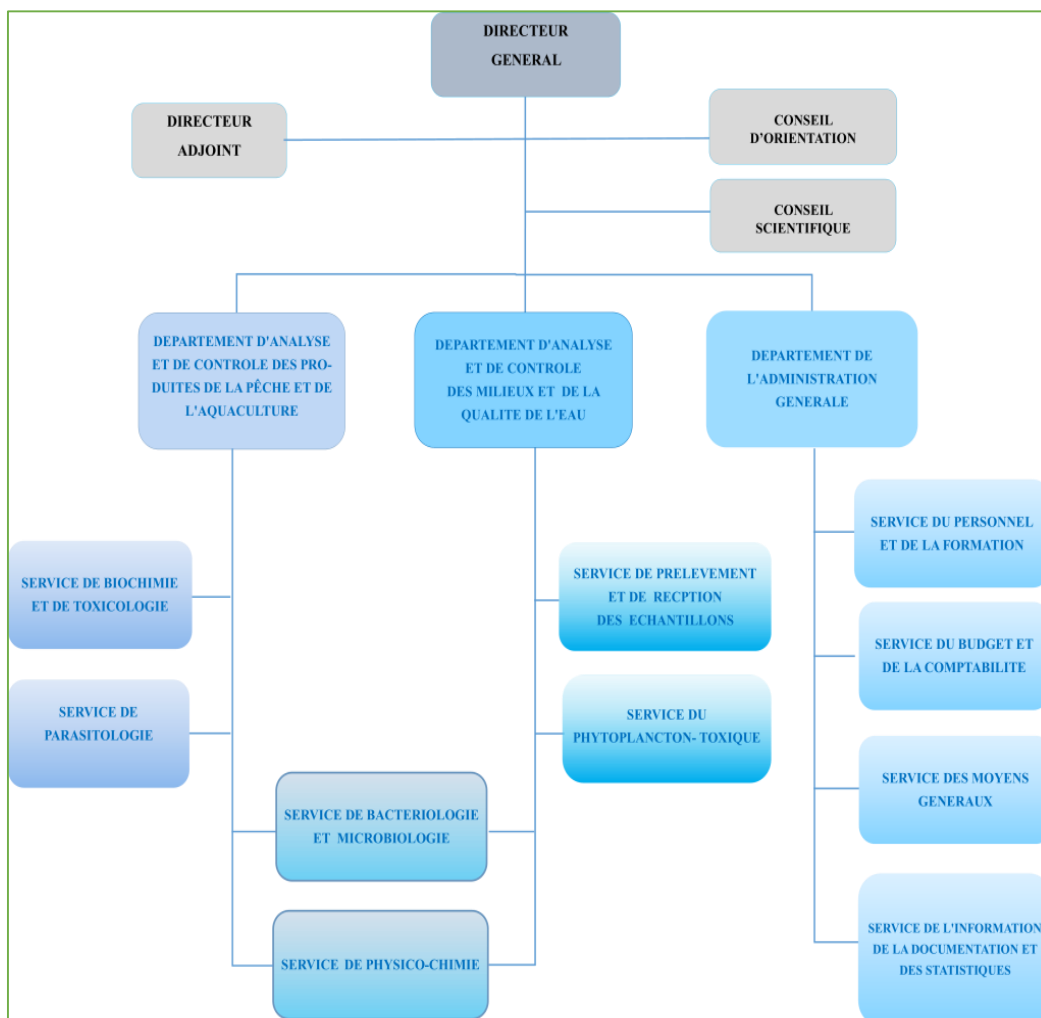 DIRECTEUR
GENERAL
DIRECTEUR
ADJOINT
CONSEIL
D'ORIENTATION
CONSEIL
SCIENTIFIQUE
DEPARTEMENT D'ANALYSE
ET DE CONTROLE DES PRO-
DUITES DE LA PÊCHE ET DE
L'AQUACULTURE
DEPARTEMENT D'ANALYSE
ET DE CONTROLE
DES MILIEUX ET DE LA
QUALITE DE L'EAU
DEPARTEMENT DE
L'ADMINISTRATION
GENERALE
SERVICE DE BIOCHIMIE
ET DE TOXICOLOGIE
SERVICE DE
PARASITOLOGIE
SERVICE DE PRELEVEMENT
ET DE RECPTION
DES ECHANTILLONS
SERVICE DU
PHYTOPLANCTON- TOXIQUE
SERVICE DE BACTERIOLOGIE
ET MICROBIOLOGIE
SERVICE DE PHYSICO-CHIMIE
SERVICE DU PERSONNEL
ET DE LA FORMATION
SERVICE DU BUDGET ET
DE LA COMPTABILITE
SERVICE DES MOYENS
GENERAUX
SERVICE DE L'INFORMATION
DE LA DOCUMENTATION ET
DES STATISTIQUES